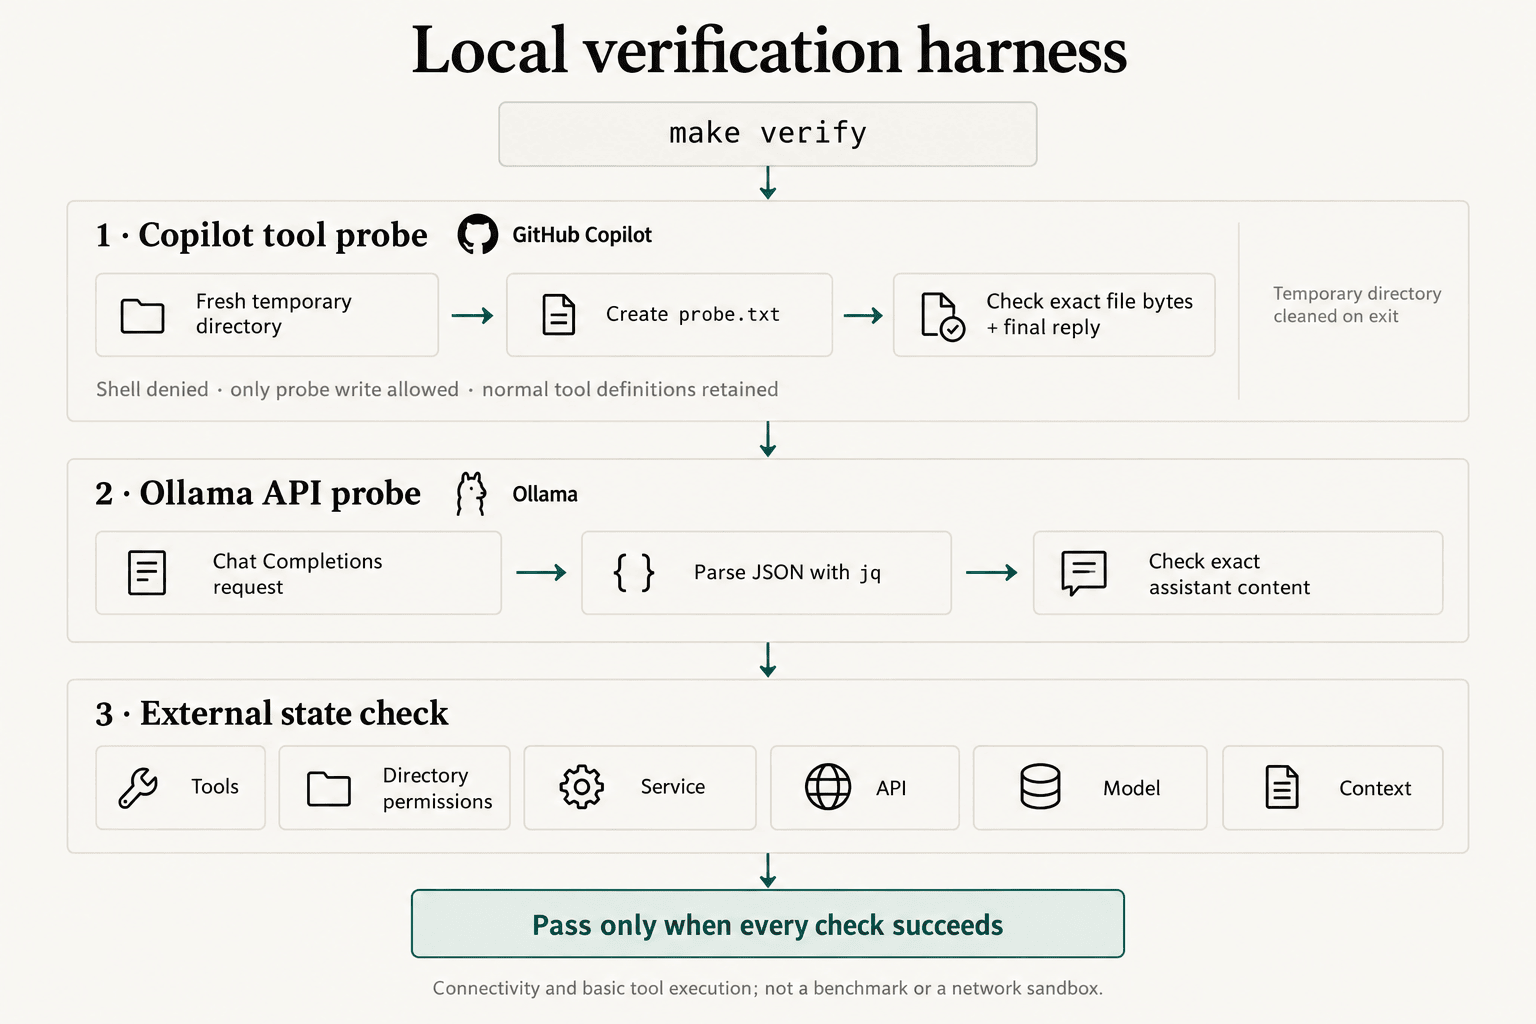 Local verification harness
make verify
1 · Copilot tool probe
GitHub Copilot
Fresh temporary
directory
Create probe.txt
Check exact file bytes
+ final reply
Temporary directory
cleaned on exit
Shell denied · only probe write allowed · normal tool definitions retained
2 · Ollama API probe
Ollama
Chat Completions
request
{ }
Parse JSON with jq
Check exact
assistant content
3 · External state check
Tools
Directory
permissions
Service
API
Model
Context
Pass only when every check succeeds
Connectivity and basic tool execution; not a benchmark or a network sandbox.